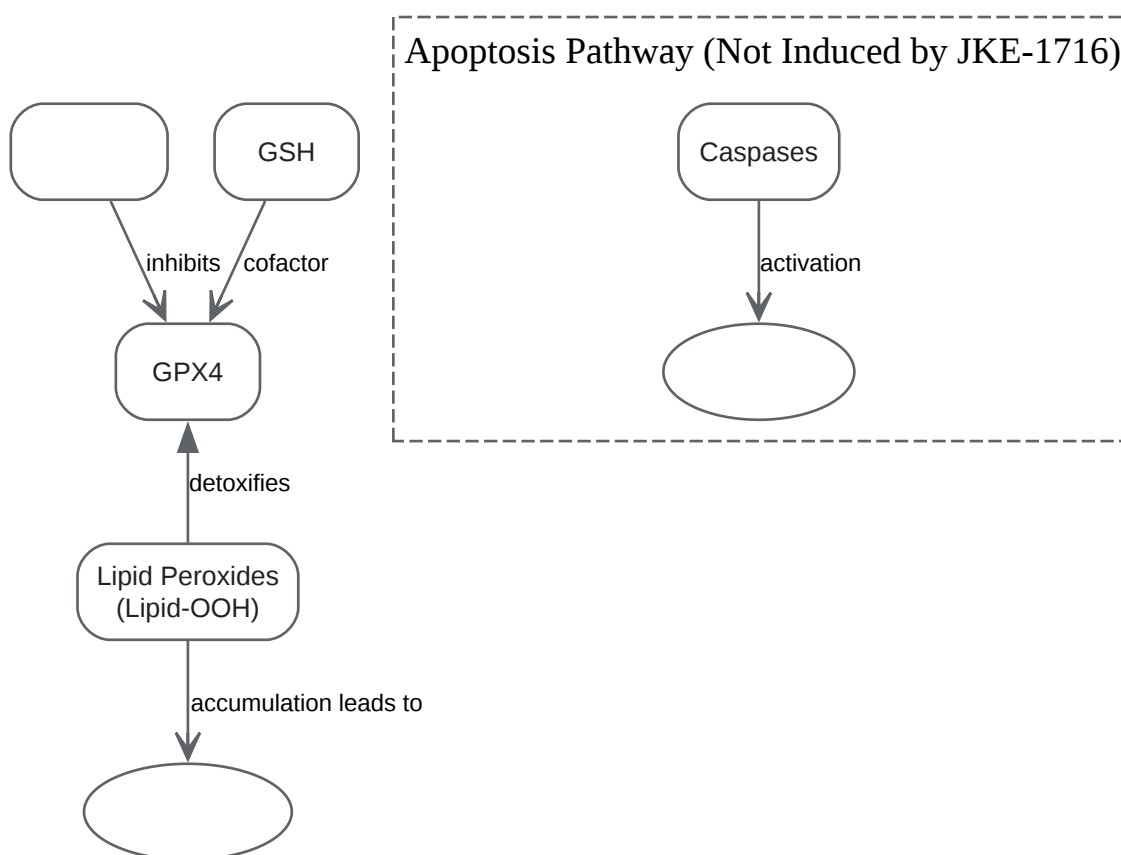 Apoptosis Pathway (Not Induced by JKE-1716)
GSH
Caspases
inhibits
cofactor
activation
GPX4
detoxifies
Lipid Peroxides
(Lipid-OOH)
accumulation leads to